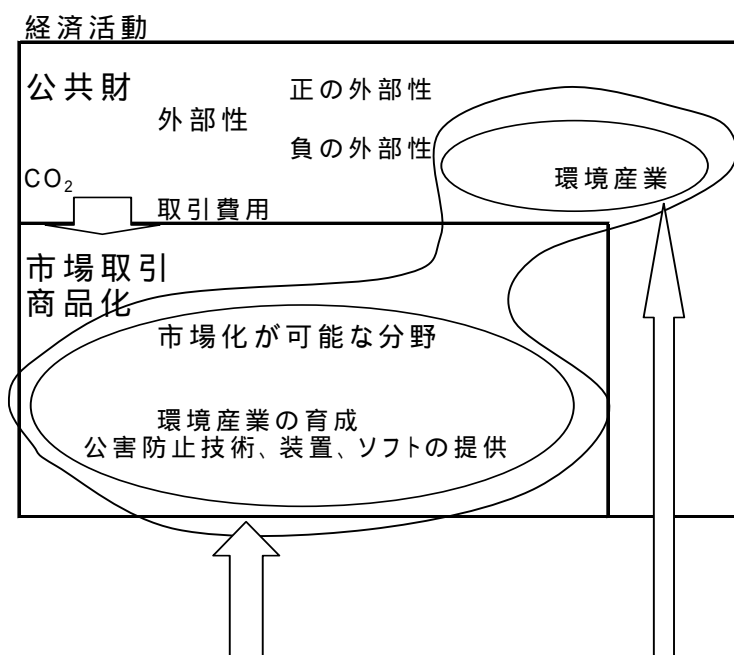 経済活動
公共財
正の外部性
外部性
負の外部性
環境産業
CO₂
取引費用
市場取引
商品化
市場化が可能な分野
環境産業の育成
公害防止技術、装置、ソフトの提供